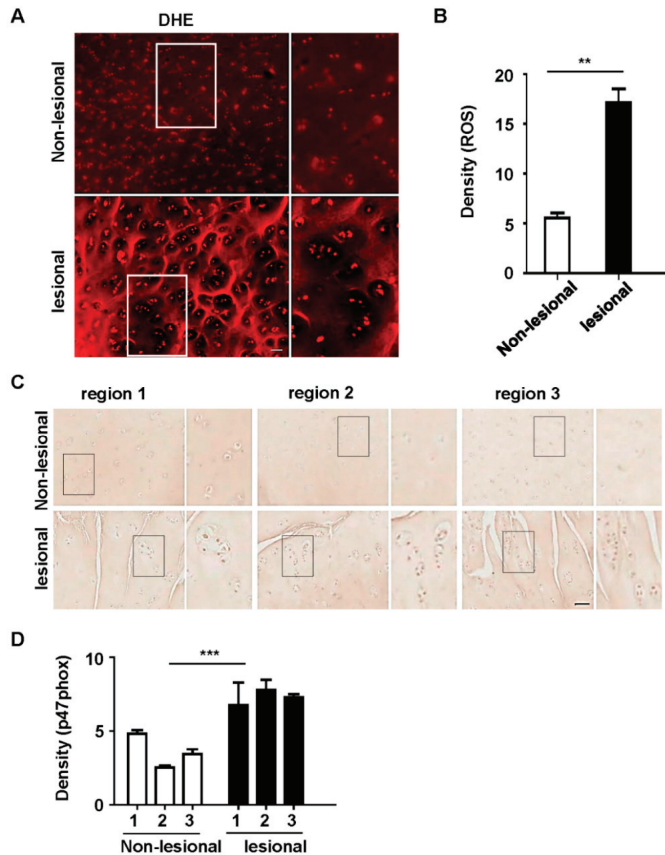 A
DHE
Non-lesional
lesional
B
**
Density (ROS)
20
15
10
5
0
Non-lesional
lesional
C
region 1
region 2
region 3
Non-lesional
lesional
D
***
Density (p47phox)
10
5
0
1 2 3 1 2 3
Non-lesional lesional